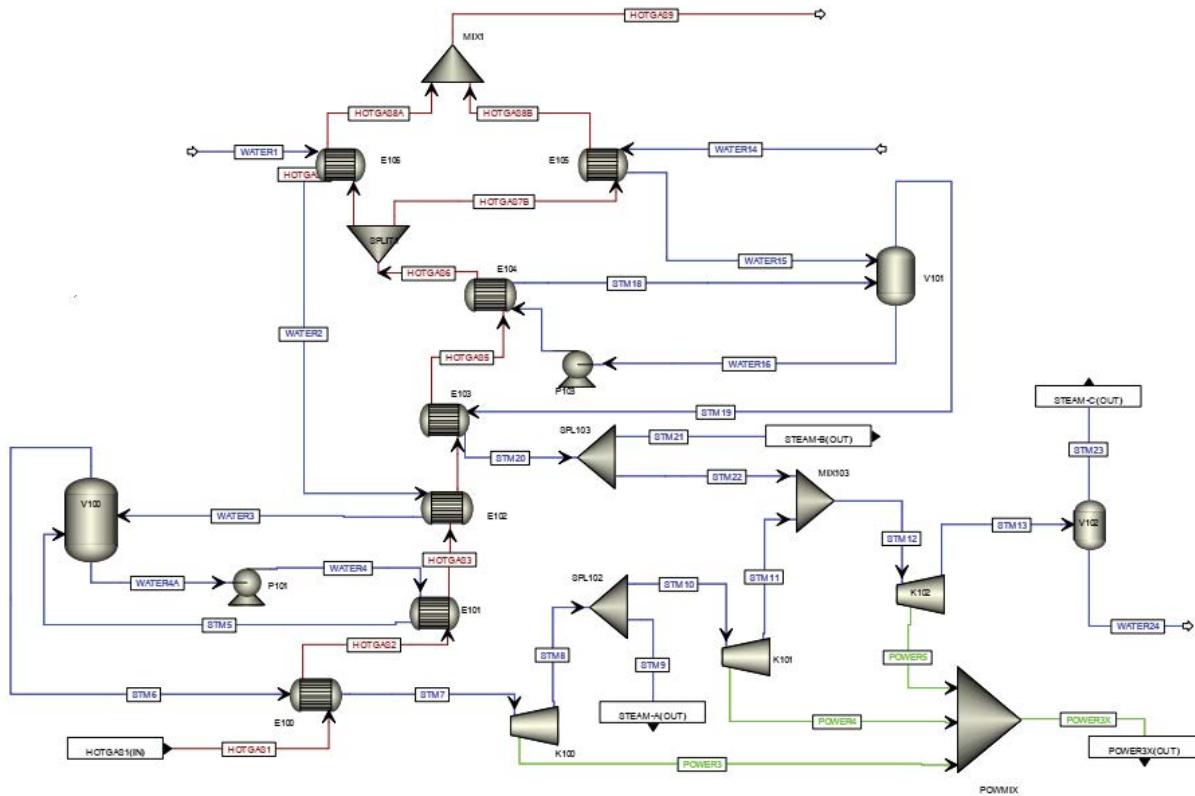 HOTGAS9
MIX1
HOTGAS8A
HOTGAS8B
WATER1
E106
E105
WATER14
HOTGAS7B
SPLIT1
E104
HOTGAS6
STM18
WATER15
V101
WATER2
HOTGAS5
P103
WATER16
STEAM-C(OUT)
E103
STM19
SPL103
STM21
STEAM-B(OUT)
STM20
STM23
V100
STM22
MIX103
WATER3
E102
STM12
STM13
V102
HOTGAS3
WATER4A
WATER4
P101
SPL102
STM10
STM11
K102
E101
STM5
WATER24
HOTGAS2
STM8
STM9
K101
POWER5
STM6
STM7
E100
STEAM-A(OUT)
POWER4
POWER3X
HOTGAS1(IN)
HOTGAS1
K100
POWER3
POWER3X(OUT)
POWMIX